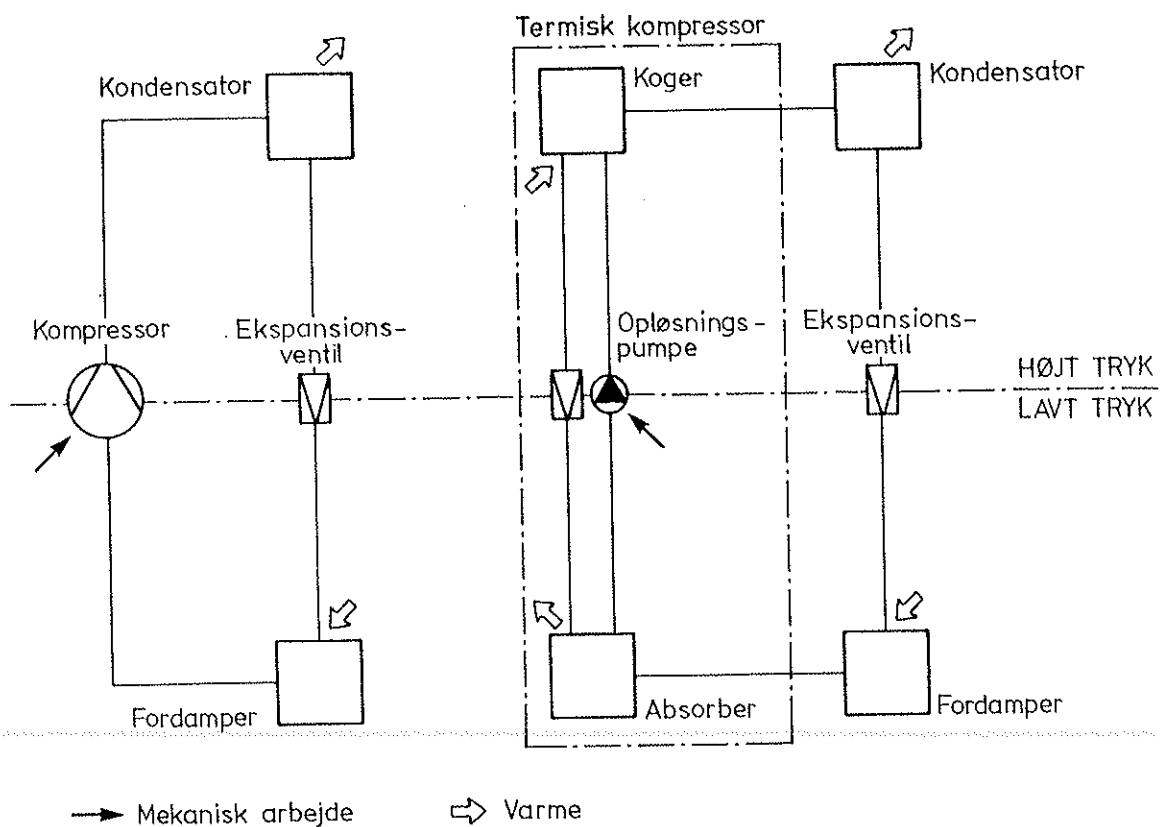 Termisk kompressor
Kondensator
Koger
Kondensator
Kompressor
Ekspansions-
ventil
Opløsnings-
pumpe
Ekspansions-
ventil
HØJT TRYK
LAVT TRYK
Fordamper
Absorber
Fordamper
Mekanisk arbejde
Varme